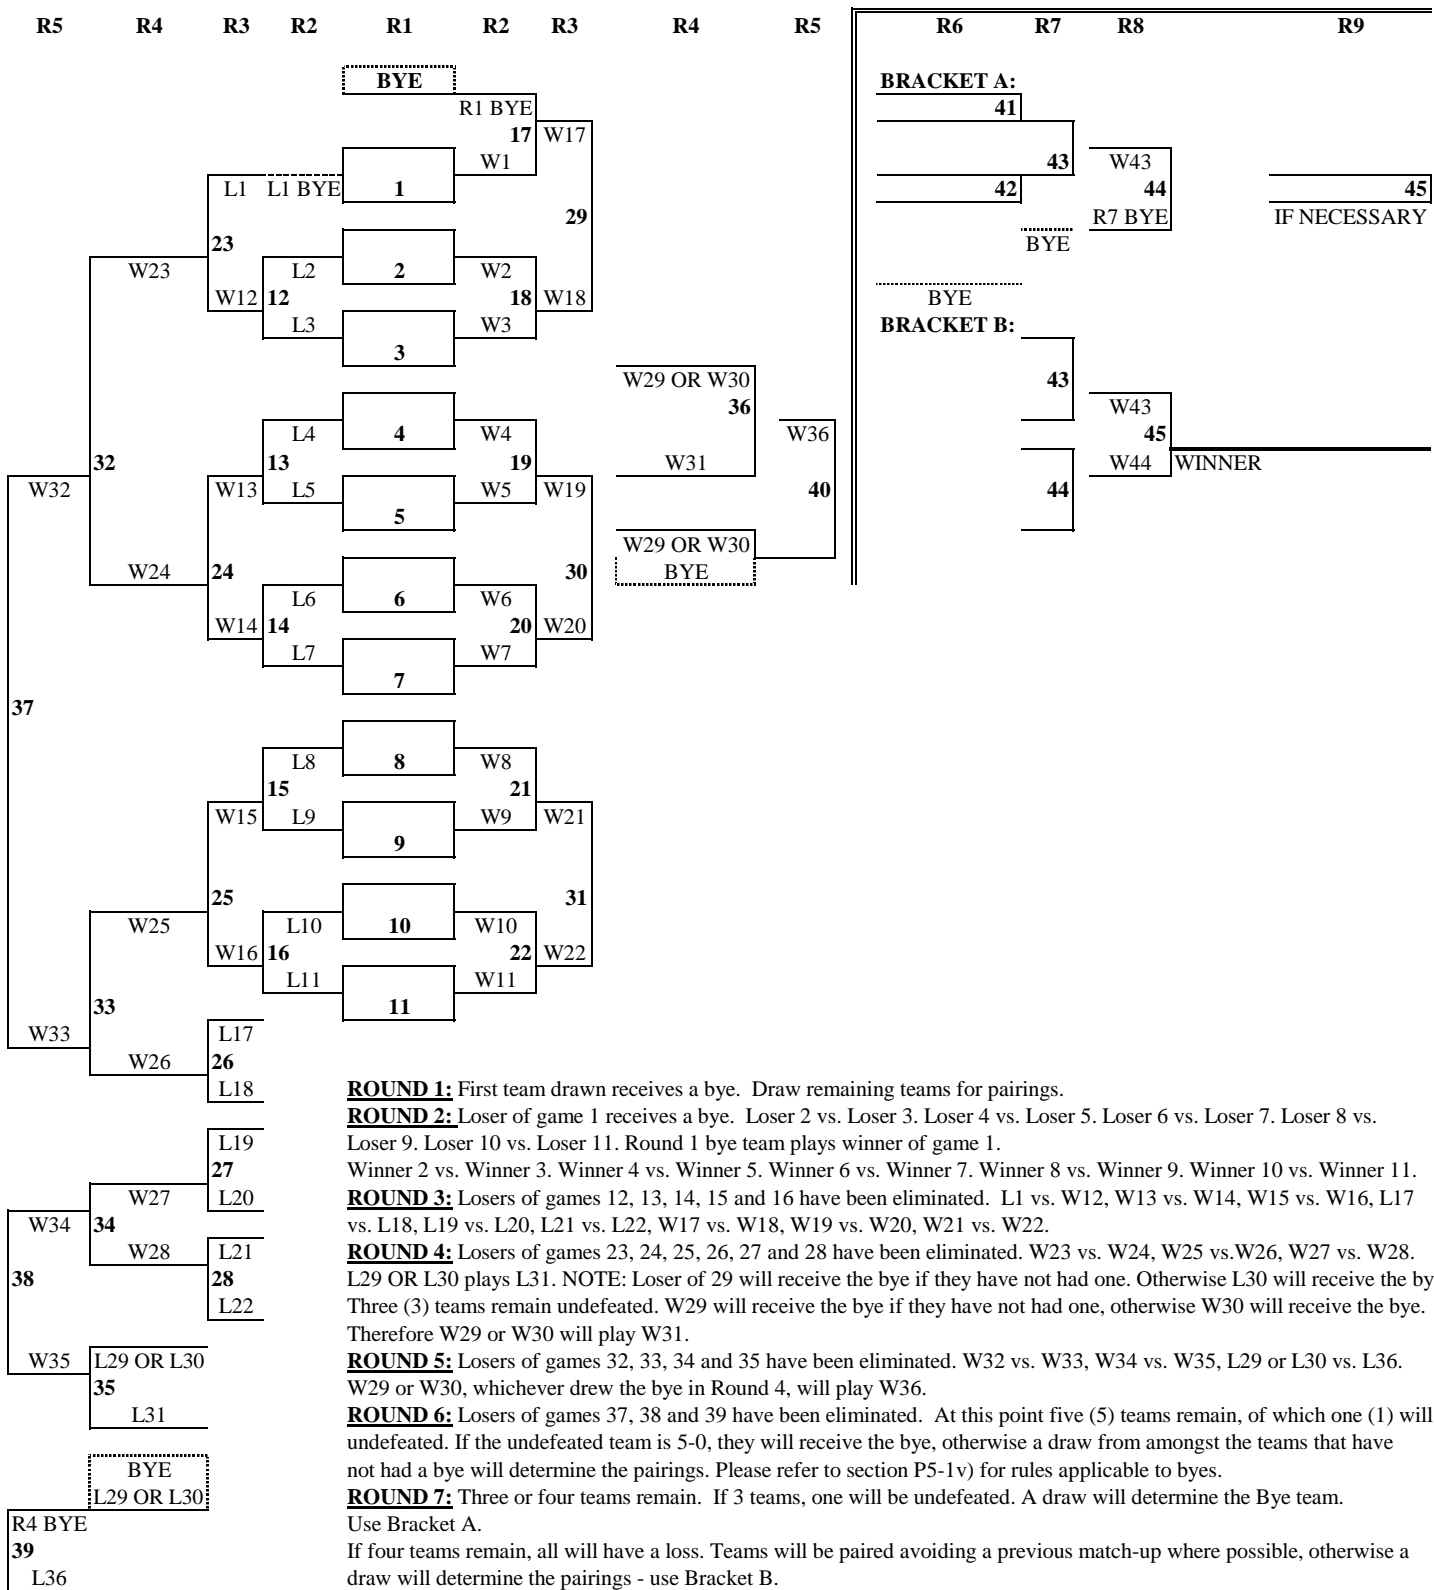 R5 R4 R3 R2 R1 R2 R3 R4 R5 R6 R7 R8 R9
BYE BRACKET A:
R1 BYE 41
17 W17
W1 43 W43
L1 L1 BYE 1 42 44 45
29 R7 BYE IF NECESSARY
23 BYE
W23 L2 2 W2
W12 12 18 W18 BYE
L3 W3 BRACKET B:
3
W29 OR W30 43
36 W43
L4 4 W4 W36 45
32 13 19 W31 W44 WINNER
W32 W13 L5 W5 W19 40 44
5
W29 OR W30
W24 24 30 BYE
L6 6 W6
W14 14 20 W20
L7 W7
7
37
L8 8 W8
15 21
W15 L9 W9 W21
9
25 31
W25 L10 10 W10
W16 16 22 W22
L11 W11
33 11
W33 L17
W26 26
L18 ROUND 1: First team drawn receives a bye. Draw remaining teams for pairings.
ROUND 2: Loser of game 1 receives a bye. Loser 2 vs. Loser 3. Loser 4 vs. Loser 5. Loser 6 vs. Loser 7. Loser 8 vs.
L19 Loser 9. Loser 10 vs. Loser 11. Round 1 bye team plays winner of game 1.
27 Winner 2 vs. Winner 3. Winner 4 vs. Winner 5. Winner 6 vs. Winner 7. Winner 8 vs. Winner 9. Winner 10 vs. Winner 11.
W27 L20 ROUND 3: Losers of games 12, 13, 14, 15 and 16 have been eliminated. L1 vs. W12, W13 vs. W14, W15 vs. W16, L17
W34 34 vs. L18, L19 vs. L20, L21 vs. L22, W17 vs. W18, W19 vs. W20, W21 vs. W22.
W28 L21 ROUND 4: Losers of games 23, 24, 25, 26, 27 and 28 have been eliminated. W23 vs. W24, W25 vs.W26, W27 vs. W28.
38 28 L29 OR L30 plays L31. NOTE: Loser of 29 will receive the bye if they have not had one. Otherwise L30 will receive the by
L22 Three (3) teams remain undefeated. W29 will receive the bye if they have not had one, otherwise W30 will receive the bye.
Therefore W29 or W30 will play W31.
W35 L29 OR L30 ROUND 5: Losers of games 32, 33, 34 and 35 have been eliminated. W32 vs. W33, W34 vs. W35, L29 or L30 vs. L36.
35 W29 or W30, whichever drew the bye in Round 4, will play W36.
L31 ROUND 6: Losers of games 37, 38 and 39 have been eliminated. At this point five (5) teams remain, of which one (1) will
undefeated. If the undefeated team is 5-0, they will receive the bye, otherwise a draw from amongst the teams that have
BYE not had a bye will determine the pairings. Please refer to section P5-1v) for rules applicable to byes.
L29 OR L30 ROUND 7: Three or four teams remain. If 3 teams, one will be undefeated. A draw will determine the Bye team.
R4 BYE Use Bracket A.
39 If four teams remain, all will have a loss. Teams will be paired avoiding a previous match-up where possible, otherwise a
L36 draw will determine the pairings - use Bracket B.